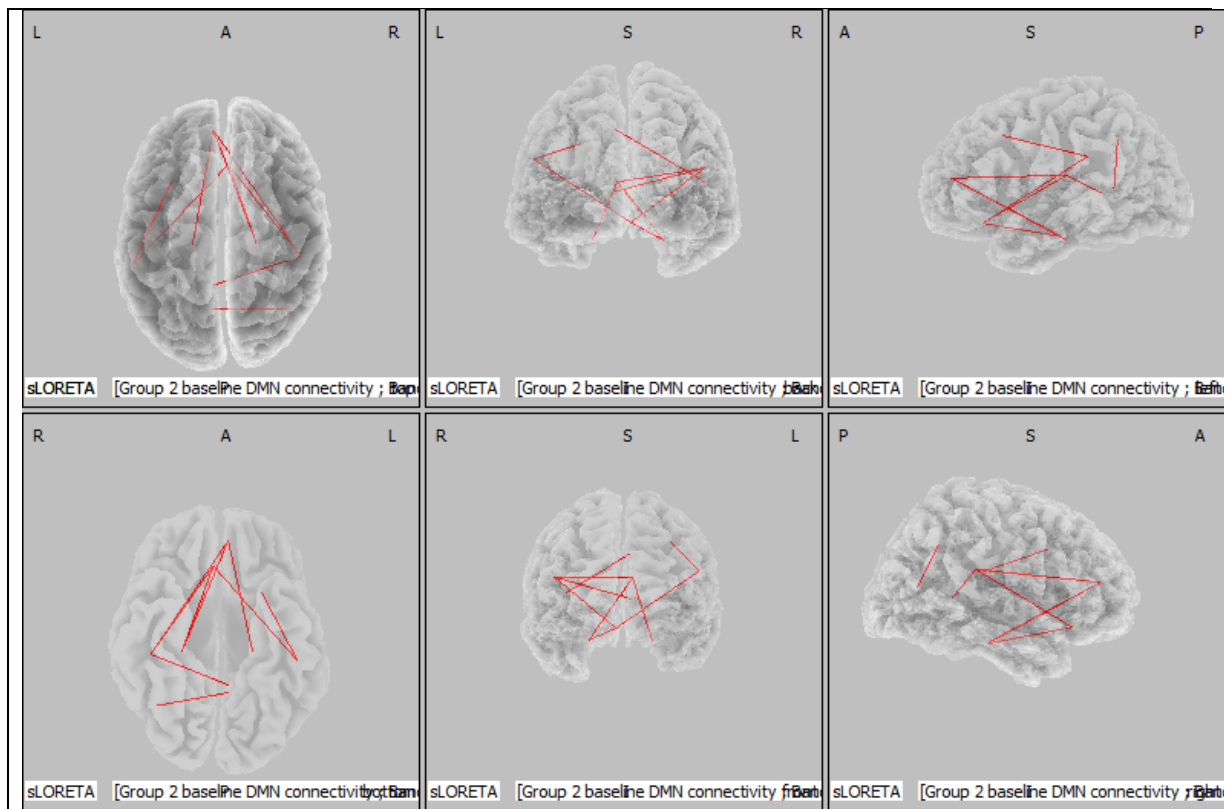 L A R
L S R
A S P
sLORETA [Group 2 baseline DMN connectivity ;
sLORETA [Group 2 baseline DMN connectivity ;
sLORETA [Group 2 baseline DMN connectivity ;
R A L
R S L
P S A
sLORETA [Group 2 baseline DMN connectivity ;
sLORETA [Group 2 baseline DMN connectivity ;
sLORETA [Group 2 baseline DMN connectivity ;